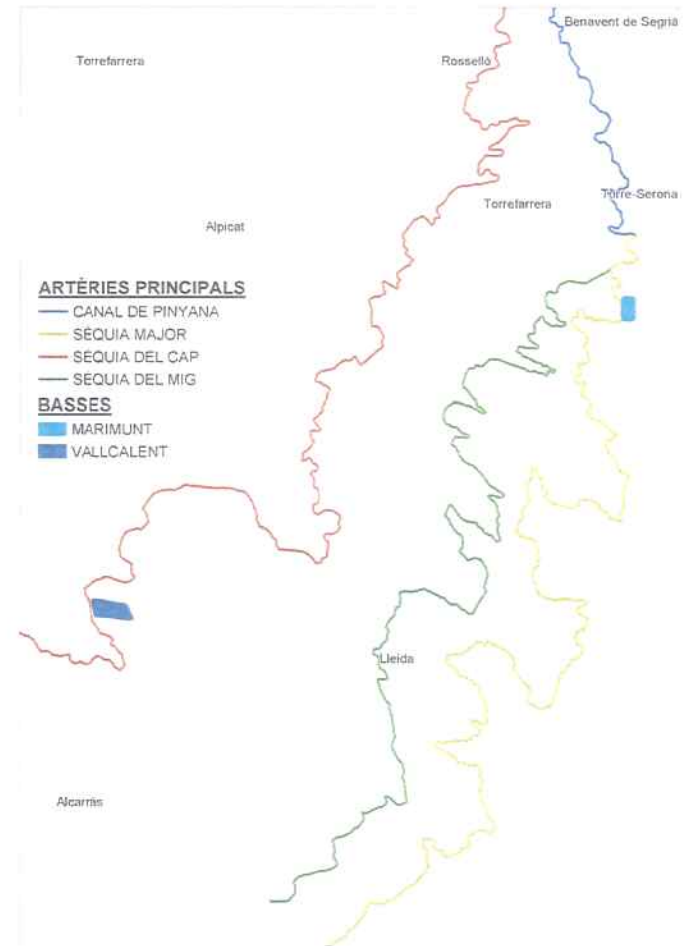 Benavent de Segrià
Torrefarrera
Rosselló
Torre-Serona
Torrefarrera
Alpicat
ARTÈRIES PRINCIPALS
CANAL DE PINYANA
SÈQUIA MAJOR
SÈQUIA DEL CAP
SÈQUIA DEL MIG
BASSES
MARIMUNT
VALLCALENT
Lleida
Alcarràs